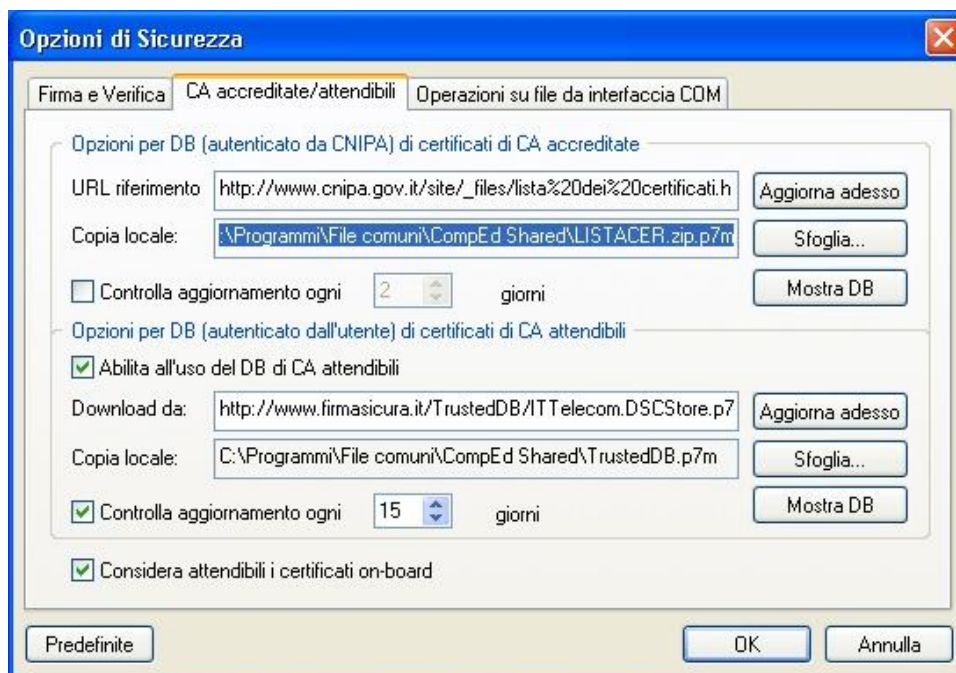 Opzioni di Sicurezza
Firma e Verifica CA accreditate/attendibili Operazioni su file da interfaccia COM
Opzioni per DB (autenticato da CNIPA) di certificati di CA accreditate
URL riferimento http://www.cnipa.gov.it/site/_files/lista%20dei%20certificati.h Aggiorna adesso
Copia locale: :\Programmi\File comuni\CompEd Shared\LISTACER.zip.p7m Sfoglia...
Controlla aggiornamento ogni 2 giorni Mostra DB
Opzioni per DB (autenticato dall'utente) di certificati di CA attendibili
Abilita all'uso del DB di CA attendibili
Download da: http://www.firmasicura.it/TrustedDB/ITTelecom.DSCStore.p7 Aggiorna adesso
Copia locale: C:\Programmi\File comuni\CompEd Shared\TrustedDB.p7m Sfoglia...
Controlla aggiornamento ogni 15 giorni Mostra DB
Considera attendibili i certificati on-board
Predefinite OK Annulla